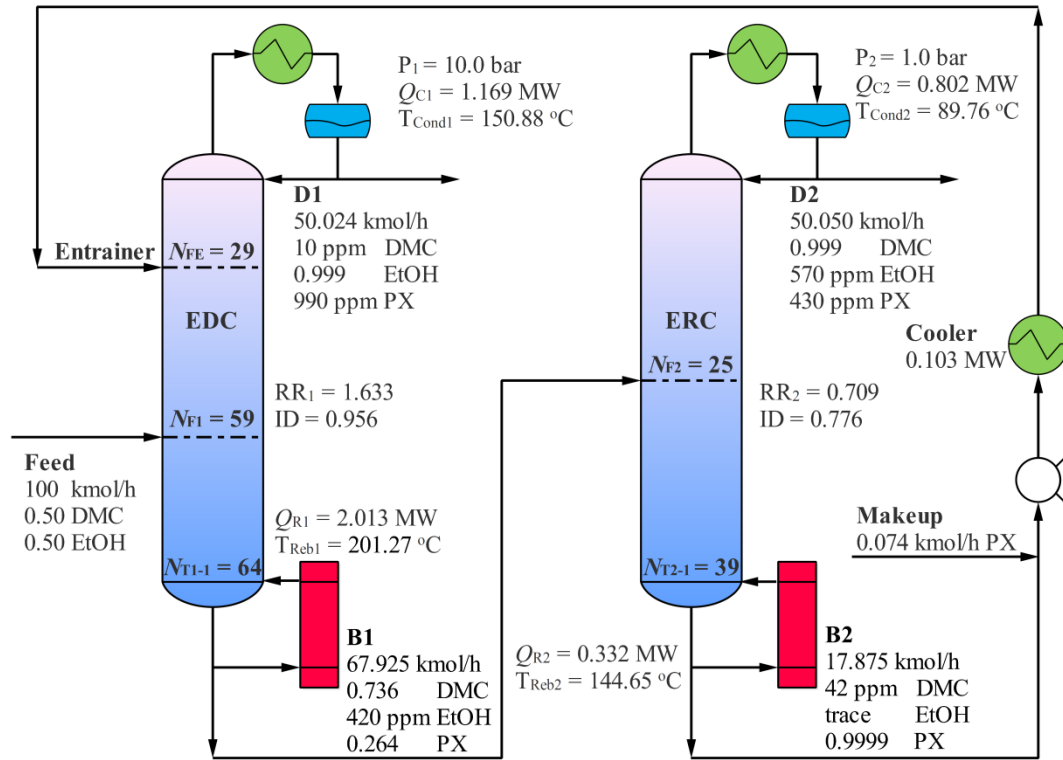 P1 = 10.0 bar
QC1 = 1.169 MW
TCond1 = 150.88 °C
P2 = 1.0 bar
QC2 = 0.802 MW
TCond2 = 89.76 °C
D1
50.024 kmol/h
10 ppm DMC
0.999 EtOH
990 ppm PX
D2
50.050 kmol/h
0.999 DMC
570 ppm EtOH
430 ppm PX
Entrainer
NFE = 29
EDC
ERC
Cooler
0.103 MW
NF2 = 25
RR1 = 1.633
ID = 0.956
RR2 = 0.709
ID = 0.776
NF1 = 59
Feed
100 kmol/h
0.50 DMC
0.50 EtOH
QR1 = 2.013 MW
TReb1 = 201.27 °C
Makeup
0.074 kmol/h PX
NT1-1 = 64
NT2-1 = 39
B1
67.925 kmol/h
0.736 DMC
420 ppm EtOH
0.264 PX
QR2 = 0.332 MW
TReb2 = 144.65 °C
B2
17.875 kmol/h
42 ppm DMC
trace EtOH
0.9999 PX